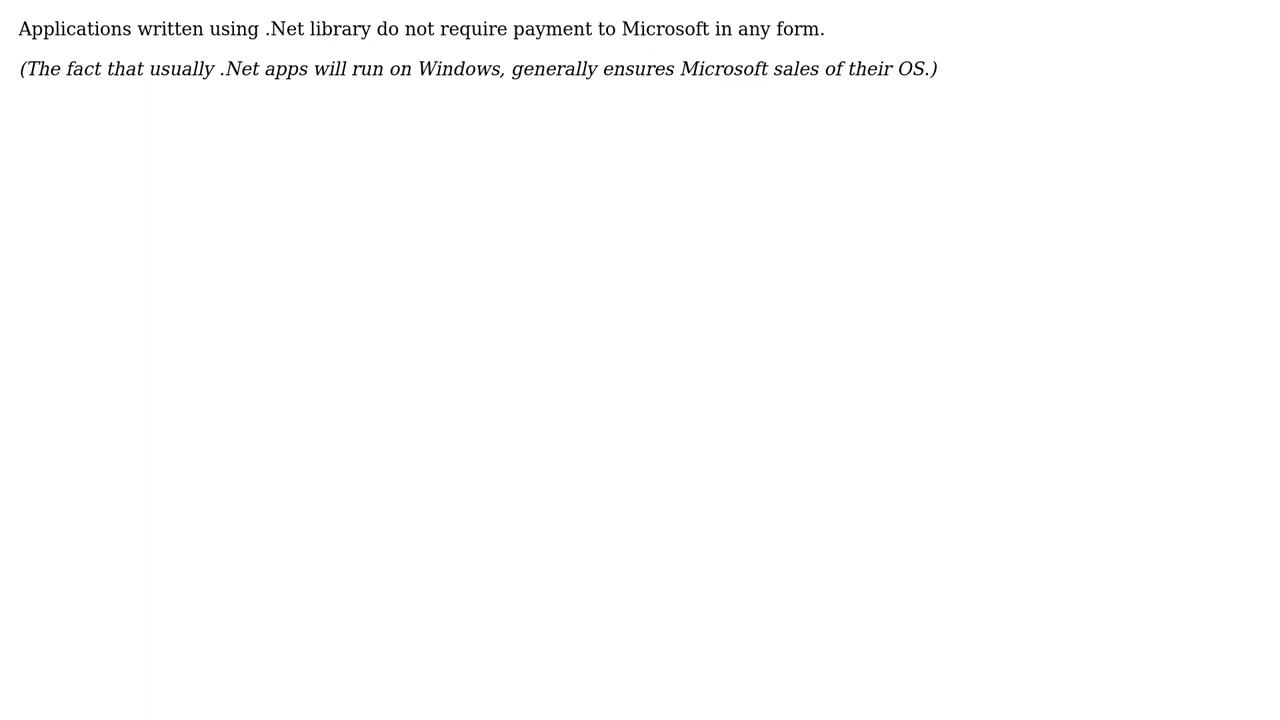 Applications written using .Net library do not require payment to Microsoft in any form.
(The fact that usually .Net apps will run on Windows, generally ensures Microsoft sales of their OS.)